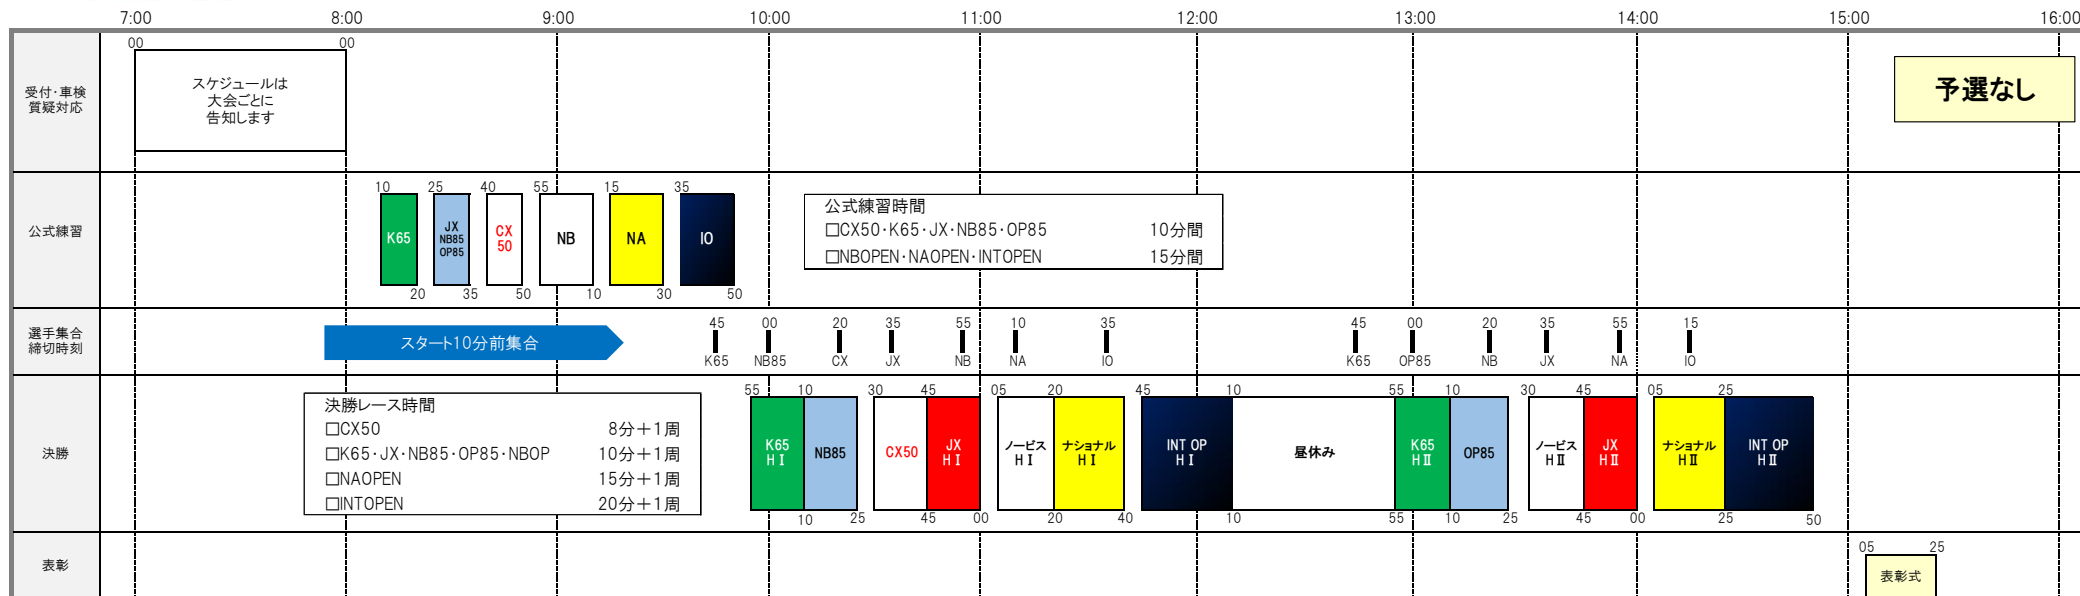 7:00 8:00 9:00 10:00 11:00 12:00 13:00 14:00 15:00 16:00
00 00
受付・車検
質疑対応
スケジュールは
大会ごとに
告知します
予選なし
10 25 40 55 15 35
公式練習
K65
JX
NB85
OP85
CX
50
NB
NA
IO
20 35 50 10 30 50
公式練習時間
□CX50・K65・JX・NB85・OP85 10分間
□NBOPEN・NAOPEN・INTOPEN 15分間
選手集合
締切時刻
スタート10分前集合
45 00 20 35 55 10 35 45 00 20 35 55 15
K65 NB85 CX JX NB NA IO K65 OP85 NB JX NA IO
決勝
決勝レース時間
□CX50 8分+1周
□K65・JX・NB85・OP85・NBOP 10分+1周
□NAOPEN 15分+1周
□INTOPEN 20分+1周
55 10 30 45 05 20 45 10 55 10 30 45 05 25
K65
HⅠ
NB85
CX50
JX
HⅠ
ノービス
HⅠ
ナショナル
HⅠ
INT OP
HⅠ
昼休み
K65
HⅡ
OP85
ノービス
HⅡ
JX
HⅡ
ナショナル
HⅡ
INT OP
HⅡ
10 25 45 00 20 40 10 55 10 25 45 00 25 50
表彰
05 25
表彰式